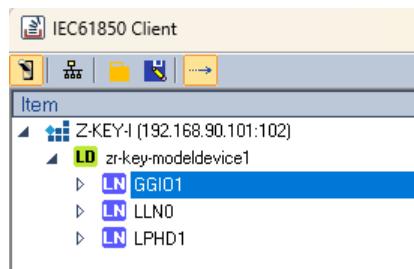 IEC61850 Client
Item
Z-KEY-I (192.168.90.101:102)
LD zr-key-modeldevice1
LN GGIO1
LN LLN0
LN LPHD1